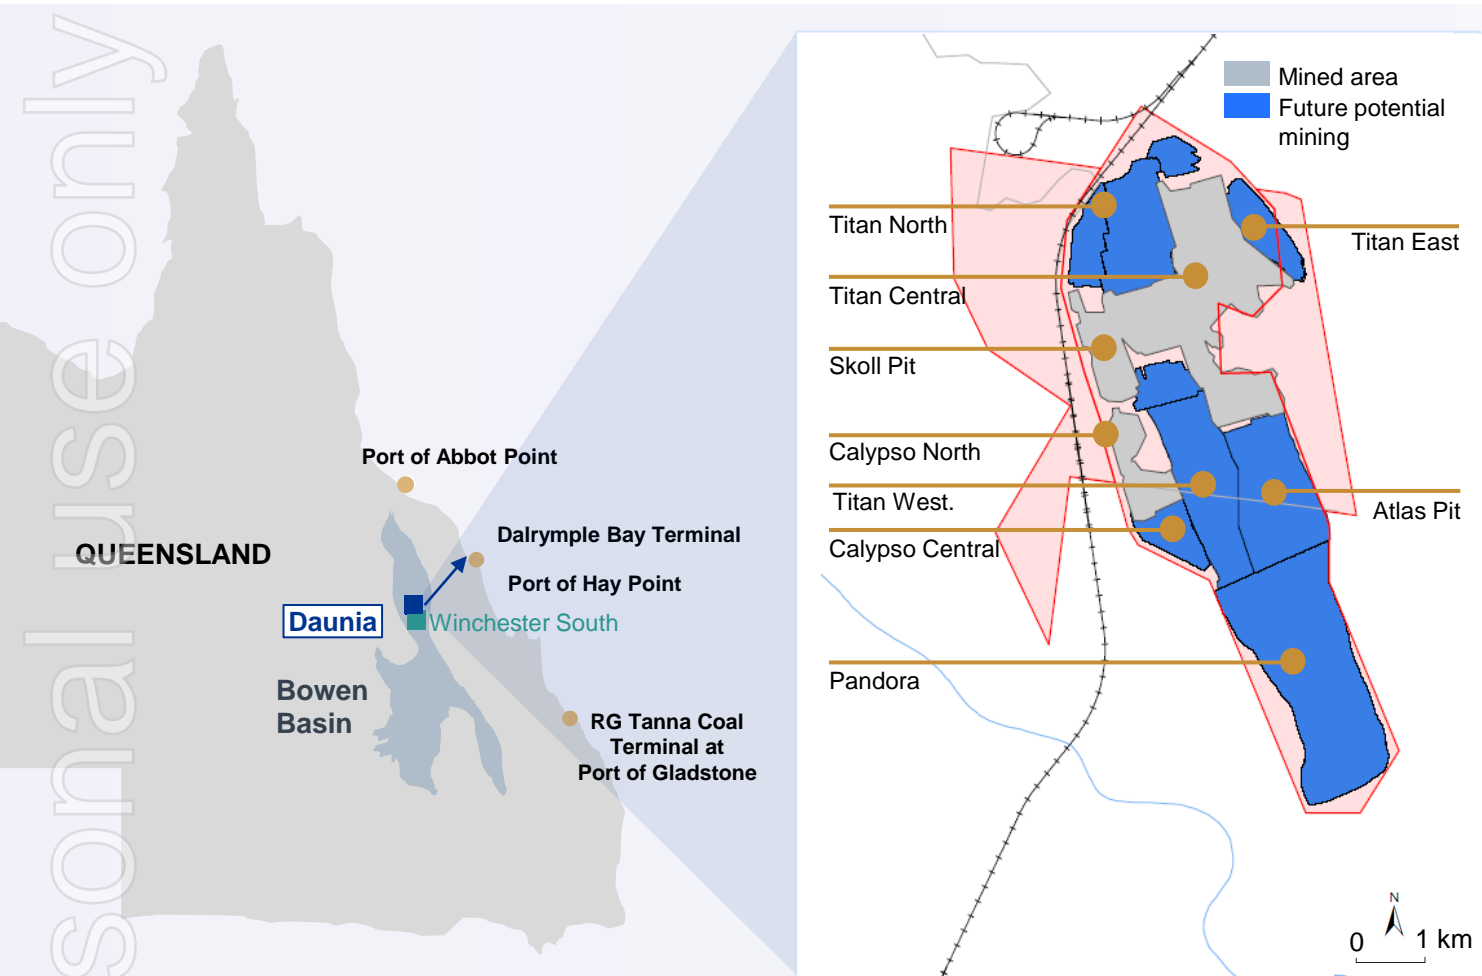 sonal use only
Port of Abbot Point
Dalrymple Bay Terminal
QUEENSLAND
Port of Hay Point
Daunia
Winchester South
Bowen
Basin
RG Tanna Coal
Terminal at
Port of Gladstone
Mined area
Future potential
mining
Titan North
Titan East
Titan Central
Skoll Pit
Calypso North
Titan West.
Atlas Pit
Calypso Central
Pandora
N
0 1 km